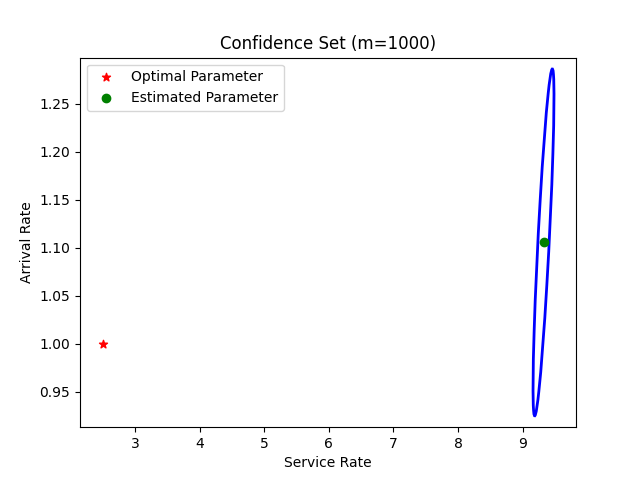 Confidence Set (m=1000)
Optimal Parameter
Estimated Parameter
1.25
1.20
1.15
1.10
1.05
1.00
0.95
Arrival Rate
3 4 5 6 7 8 9
Service Rate